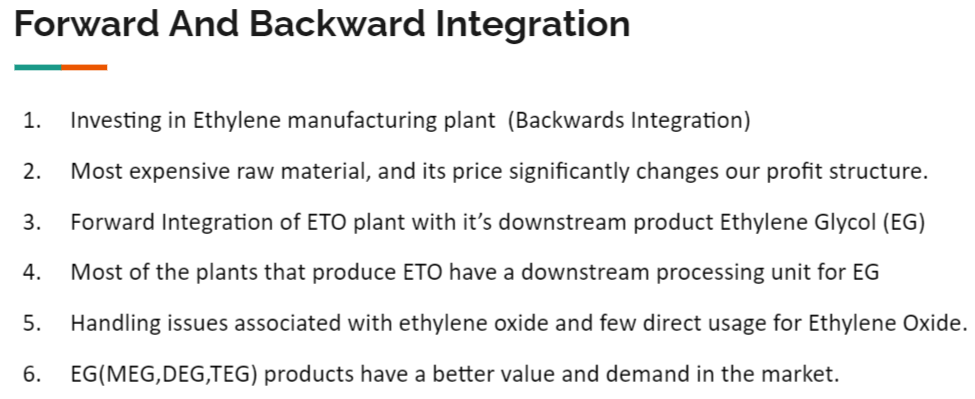 Forward And Backward Integration
1. Investing in Ethylene manufacturing plant  (Backwards Integration)
2. Most expensive raw material, and its price significantly changes our profit structure.
3. Forward Integration of ETO plant with it’s downstream product Ethylene Glycol (EG)
4. Most of the plants that produce ETO have a downstream processing unit for EG
5. Handling issues associated with ethylene oxide and few direct usage for Ethylene Oxide.
6. EG(MEG,DEG,TEG) products have a better value and demand in the market.